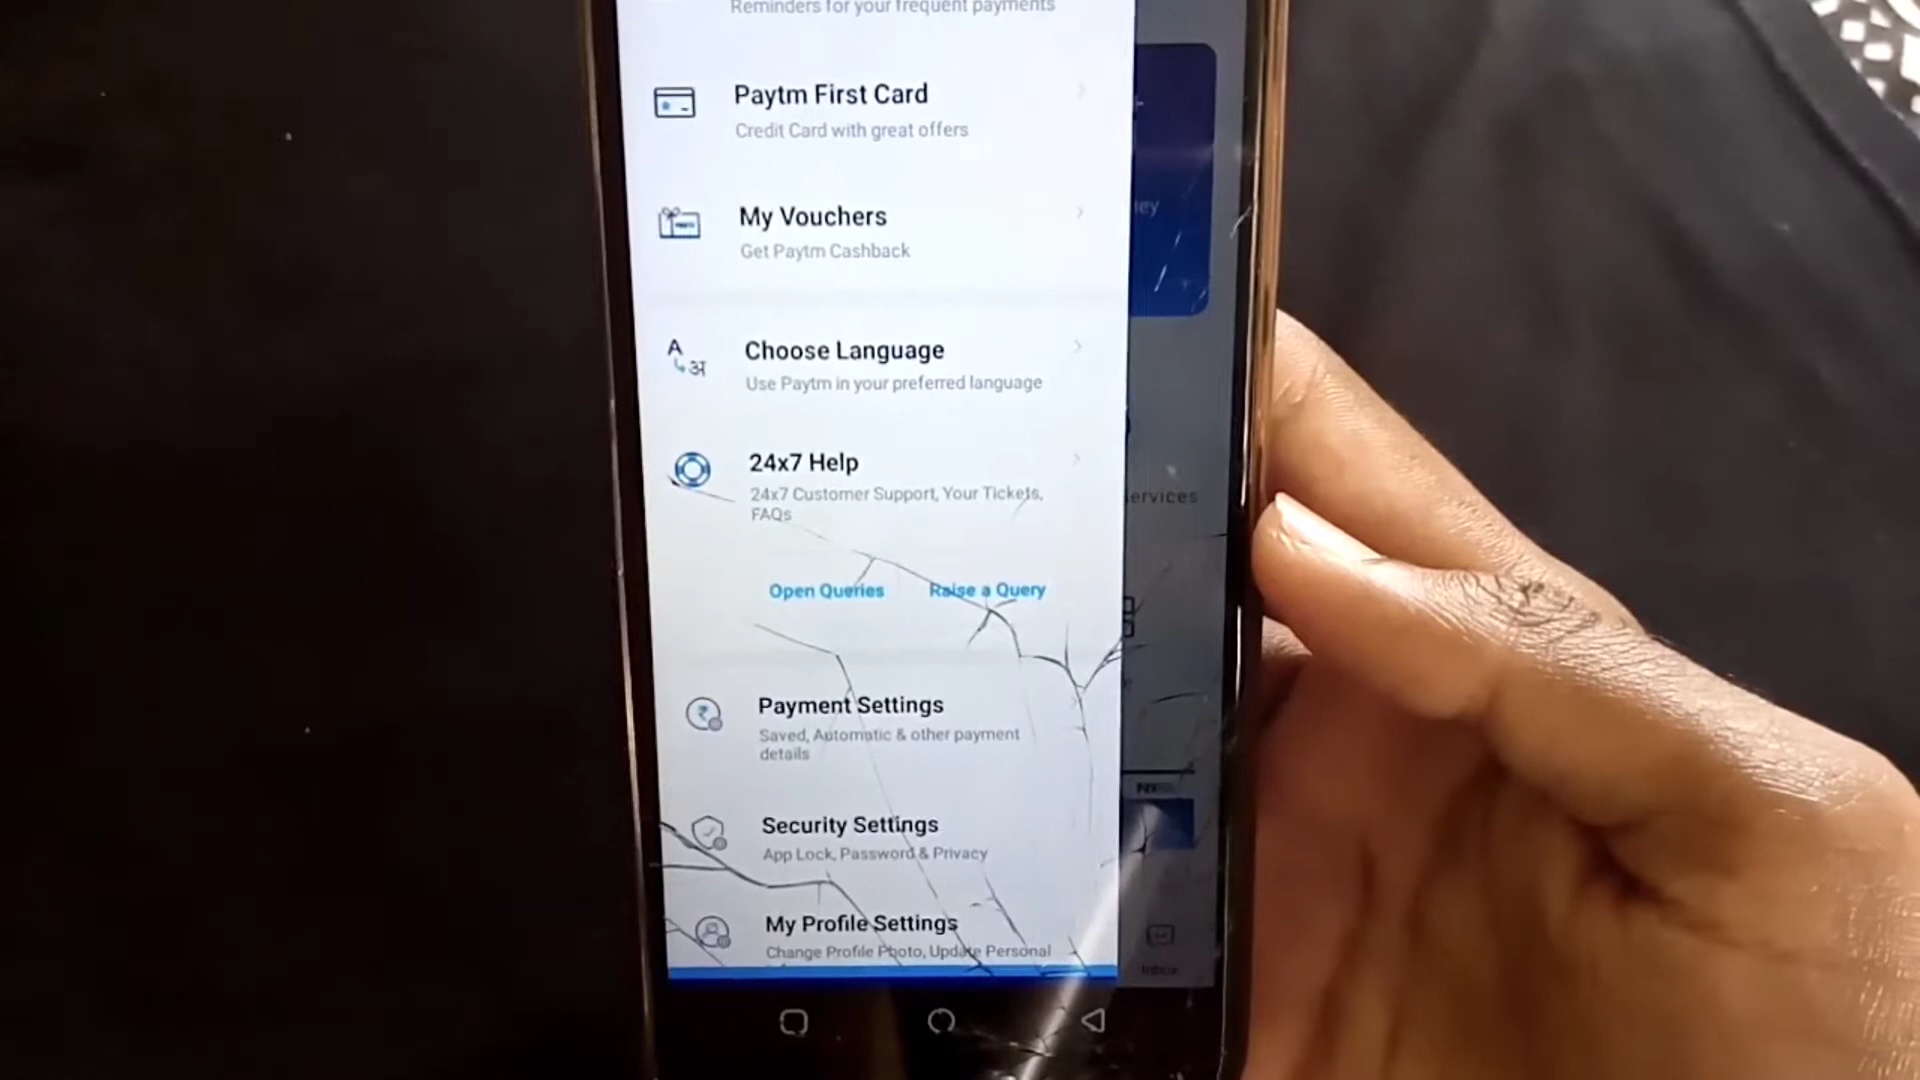 Reminders for your frequent payments
Paytm First Card
Credit Card with great offers
My Vouchers
Get Paytm Cashback
A
अ
Choose Language
Use Paytm in your preferred language
24x7 Help
24x7 Customer Support, Your Tickets,
FAQs
ervices
Open Queries
Raise a Query
Payment Settings
Saved, Automatic & other payment
details
Security Settings
App Lock, Password & Privacy
My Profile Settings
Change Profile Photo, Update Personal
Inbox